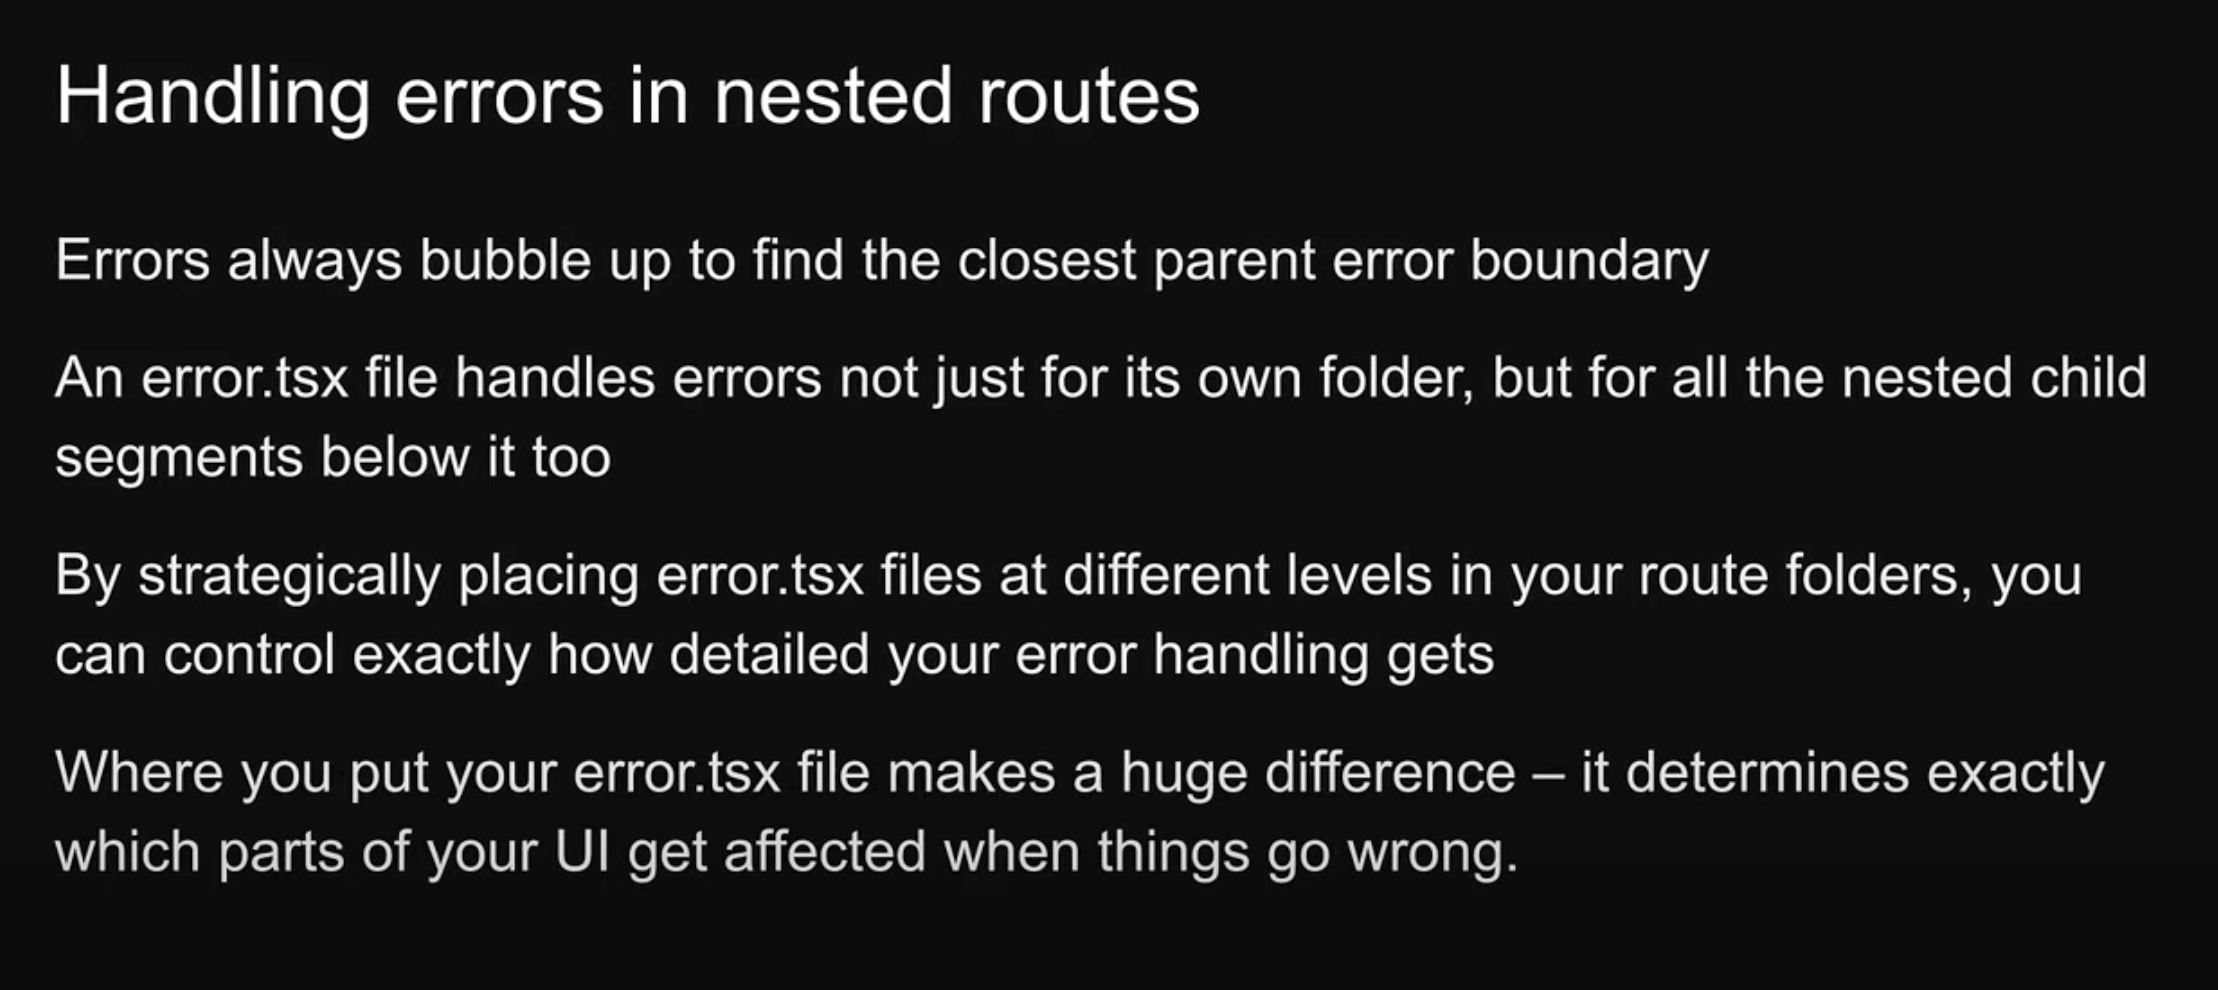 Handling errors in nested routes
Errors always bubble up to find the closest parent error boundary
An error.tsx file handles errors not just for its own folder, but for all the nested child
segments below it too
By strategically placing error.tsx files at different levels in your route folders, you
can control exactly how detailed your error handling gets
Where you put your error.tsx file makes a huge difference – it determines exactly
which parts of your UI get affected when things go wrong.